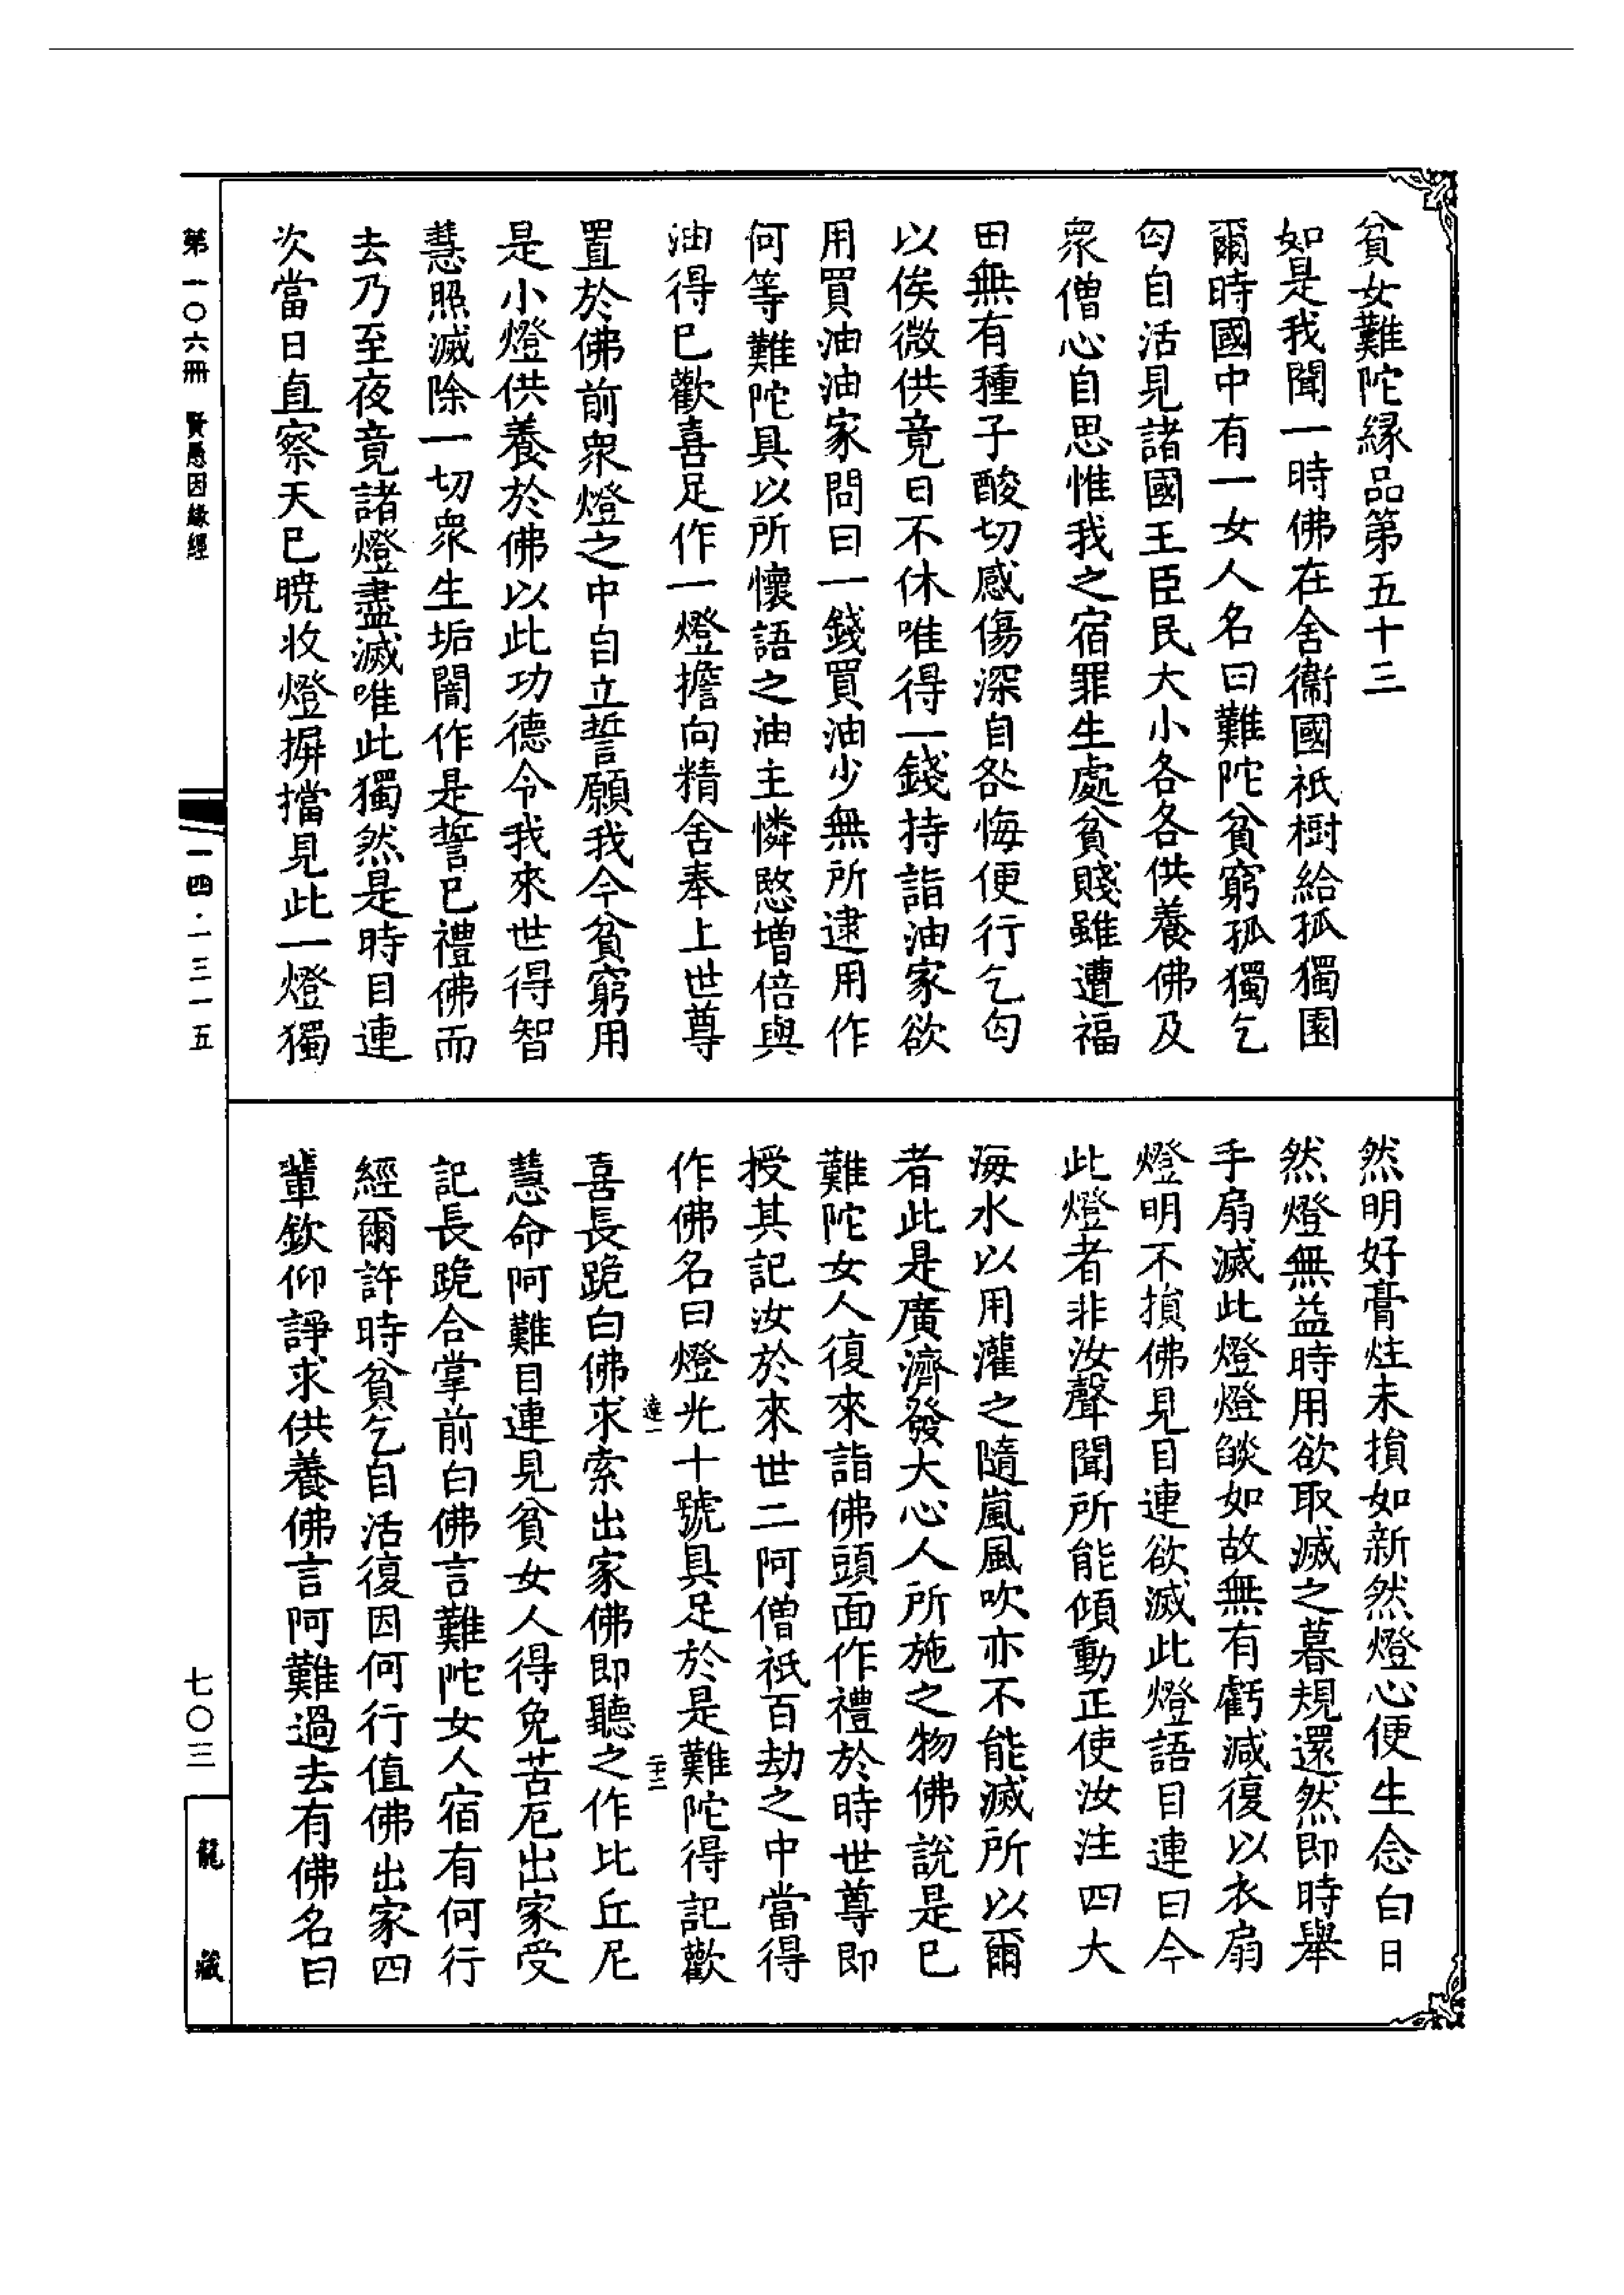 貧女難陀緣品第五十三
如是我聞一時佛在舍衞國祇樹給孤獨園
爾時國中有一女人名曰難陀貧窮孤獨乞
匃自活見諸國王臣民大小各各供養佛及
衆僧心自思惟我之宿罪生處貧賤雖遭福
田無有種子酸切感傷深自咎悔便行乞匃
以俟微供竟日不休唯得一錢持詣油家欲
用買油油家問曰一錢買油少無所逮用作
何等難陀具以所懷語之油主憐愍增倍與
油得已歡喜足作一燈擔向精舍奉上世尊
置於佛前衆燈之中自立誓願我今貧窮用
是小燈供養於佛以此功德令我來世得智
慧照滅除一切衆生垢闇作是誓已禮佛而
去乃至夜竟諸燈盡滅唯此獨然是時目連
次當日直察天已曉收燈摒擋見此一燈獨
然明好膏炷未損如新然燈心便生念白日
然燈無益時用欲取滅之暮規還然即時舉
手扇滅此燈燈燄如故無有虧減復以衣扇
燈明不損佛見目連欲滅此燈語目連曰今
此燈者非汝聲聞所能傾動正使汝注四大
海水以用灌之隨嵐風吹亦不能滅所以爾
者此是廣濟發大心人所施之物佛說是已
難陀女人復來詣佛頭面作禮於時世尊即
授其記汝於來世二阿僧祇百劫之中當得
作佛名曰燈光十號具足於是難陀得記歡
喜長跪白佛求索出家佛即聽之作比丘尼
慧命阿難目連見貧女人得免苦厄出家受
記長跪合掌前白佛言難陀女人宿有何行
經爾許時貧乞自活復因何行值佛出家四
輩欽仰諍求供養佛言阿難過去有佛名曰
第一〇六冊 賢愚因緣經
一四·一三一五
七〇三
龍藏